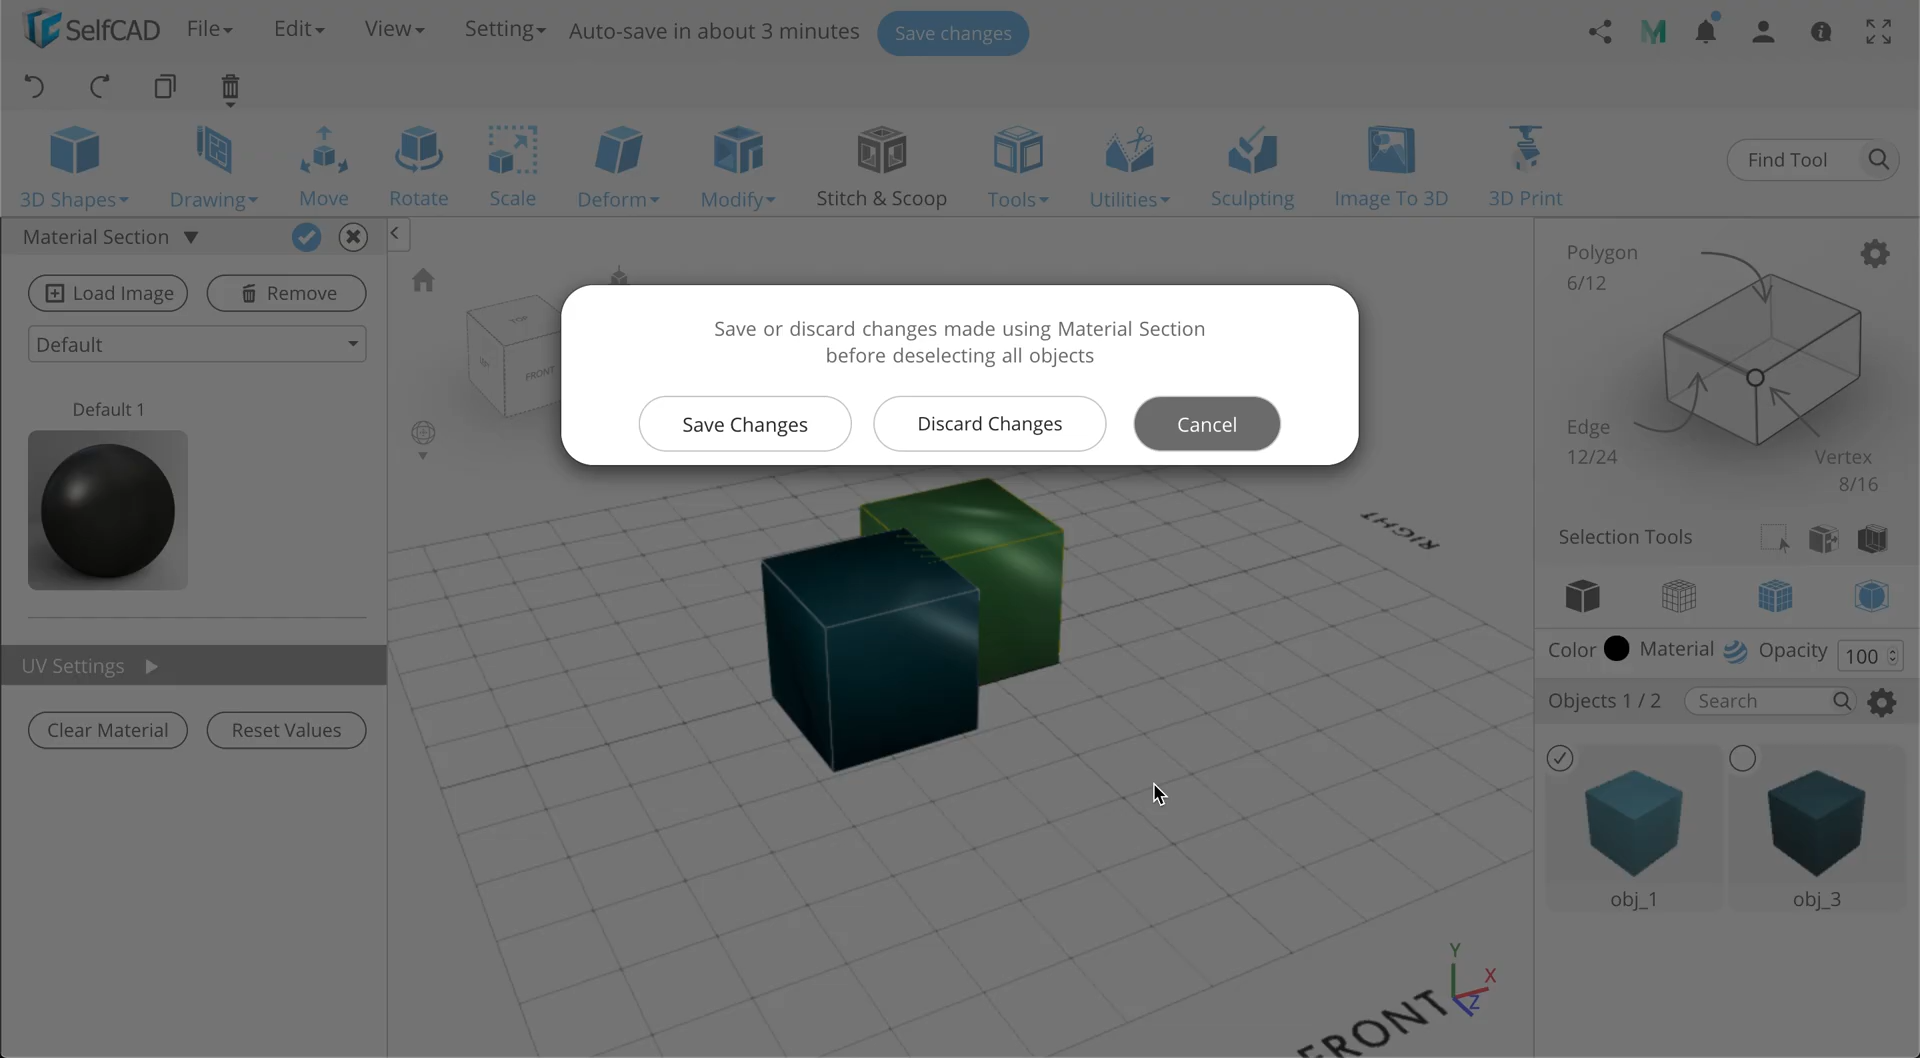 SelfCAD
File
Edit
View
Setting
Auto-save in about 3 minutes
Save changes
3D Shapes
Drawing
Move
Rotate
Scale
Deform
Modify
Stitch & Scoop
Tools
Utilities
Sculpting
Image To 3D
3D Print
Find Tool
Material Section
Load Image
Remove
Default
Default 1
UV Settings
Clear Material
Reset Values
TOP
FRONT
Save or discard changes made using Material Section
before deselecting all objects
Save Changes
Discard Changes
Cancel
RIGHT
FRONT
Y
X
Z
Polygon
6/12
Edge
12/24
Vertex
8/16
Selection Tools
Color
Material
Opacity
100
Objects 1 / 2
Search
obj_1
obj_3